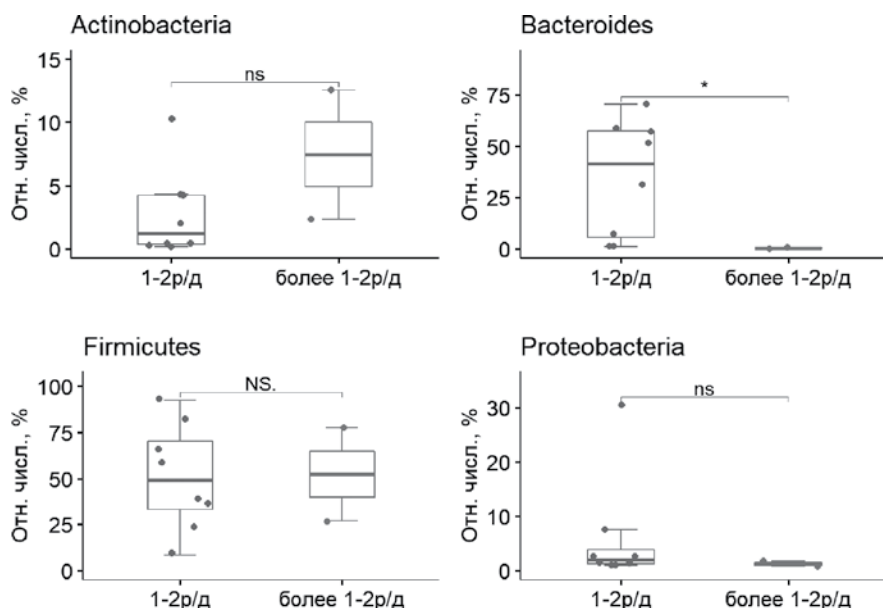 Actinobacteria
Отн. числ., %
15
10
5
0
ns
1-2р/д
более 1-2р/д
Bacteroides
Отн. числ., %
75
50
25
0
*
1-2р/д
более 1-2р/д
Firmicutes
Отн. числ., %
100
75
50
25
0
NS.
1-2р/д
более 1-2р/д
Proteobacteria
Отн. числ., %
30
20
10
0
ns
1-2р/д
более 1-2р/д